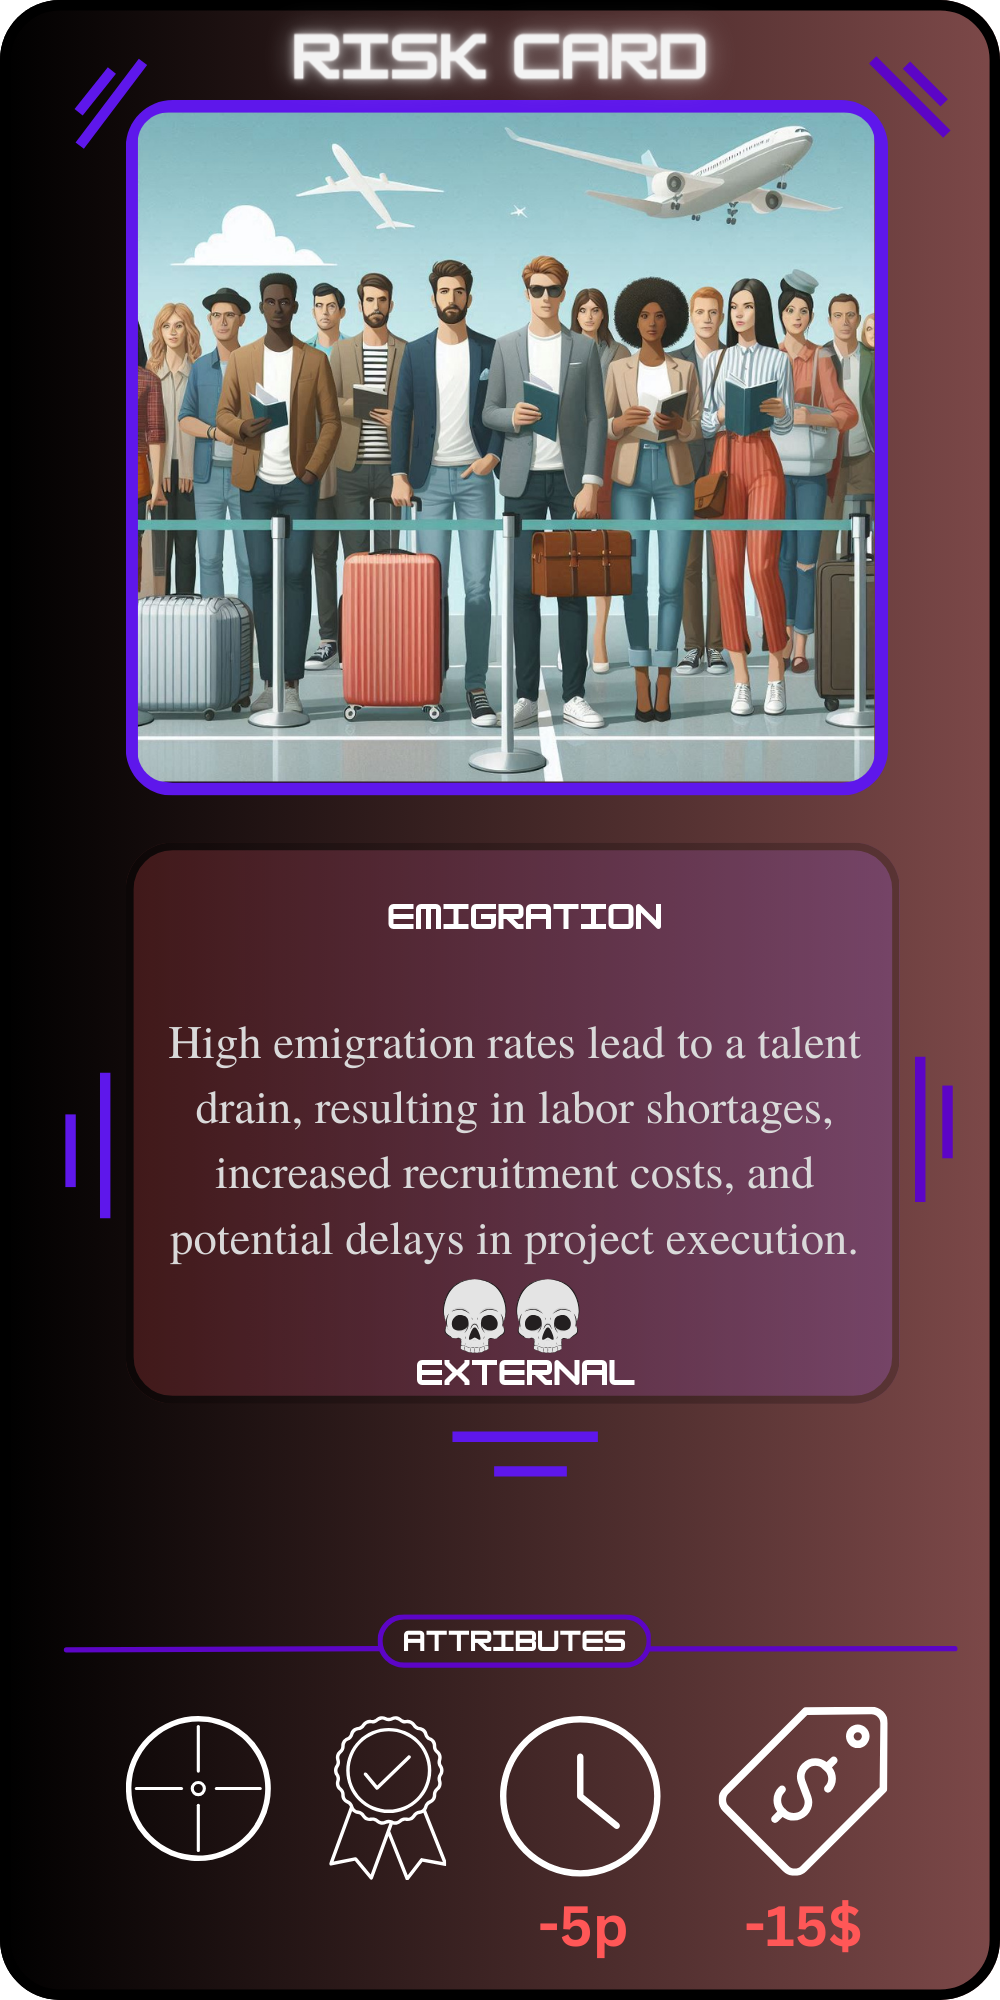 RISK CARD
EMIGRATION
High emigration rates lead to a talent
drain, resulting in labor shortages,
increased recruitment costs, and
potential delays in project execution.
EXTERNAL
ATTRIBUTES
$
-5p -15$